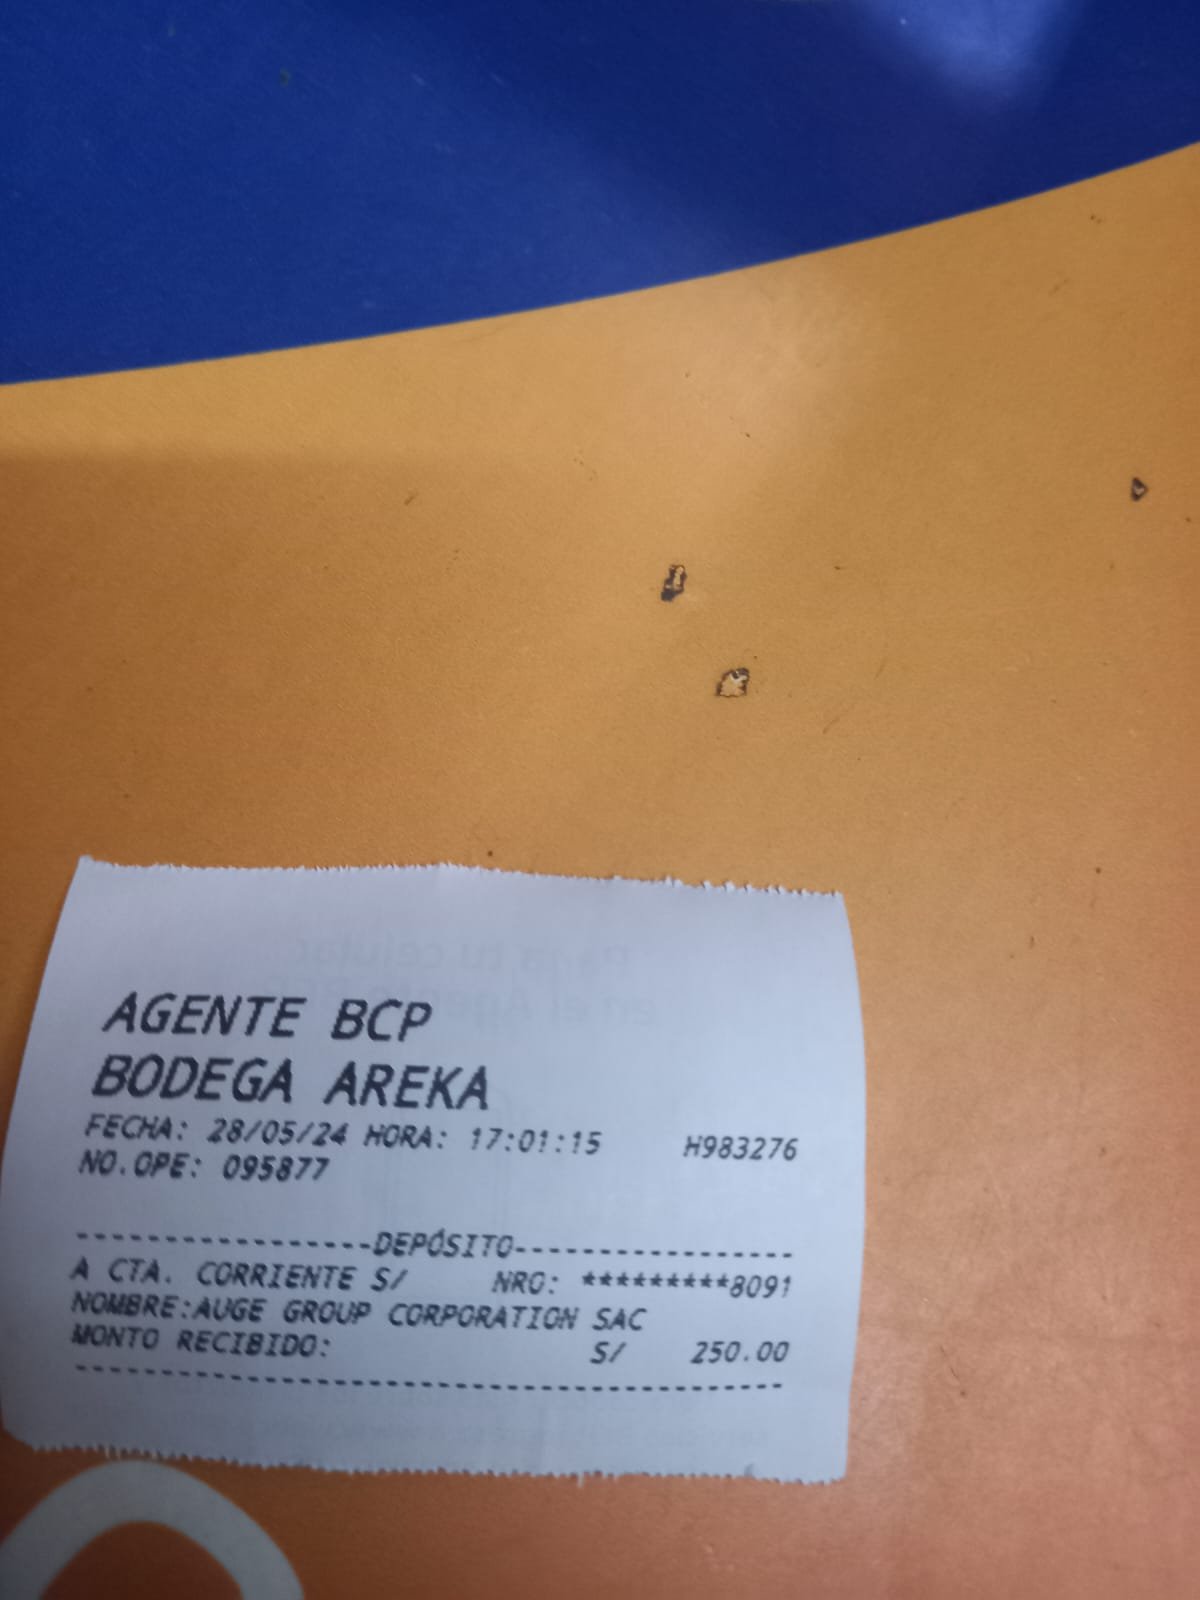 AGENTE BCP
BODEGA AREKA
FECHA: 28/05/24 HORA: 17:01:15 H983276
NO.OPE: 095877
-----------------DEPÓSITO-----------------
A CTA. CORRIENTE S/ NRO: *********8091
NOMBRE:AUGE GROUP CORPORATION SAC
MONTO RECIBIDO: S/ 250.00
------------------------------------------